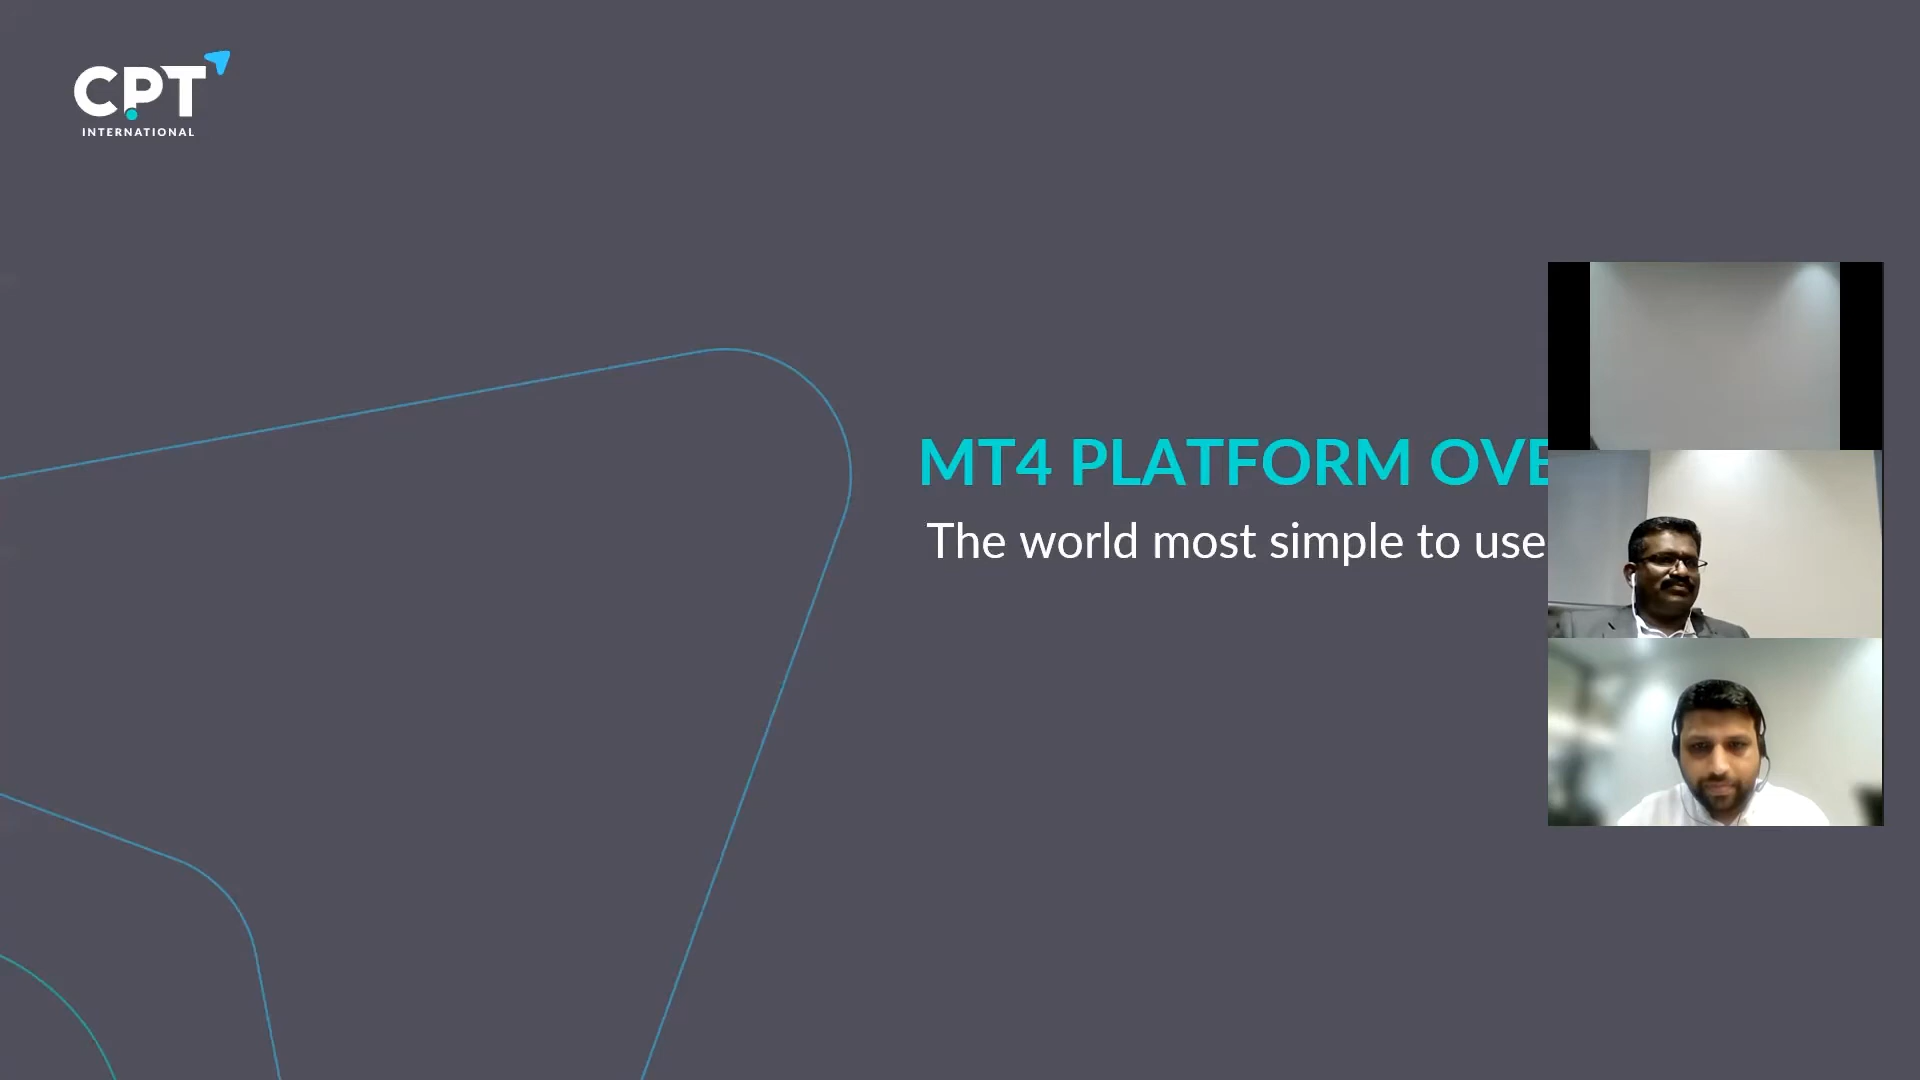 CPT
INTERNATIONAL
MT4 PLATFORM OVE
The world most simple to use